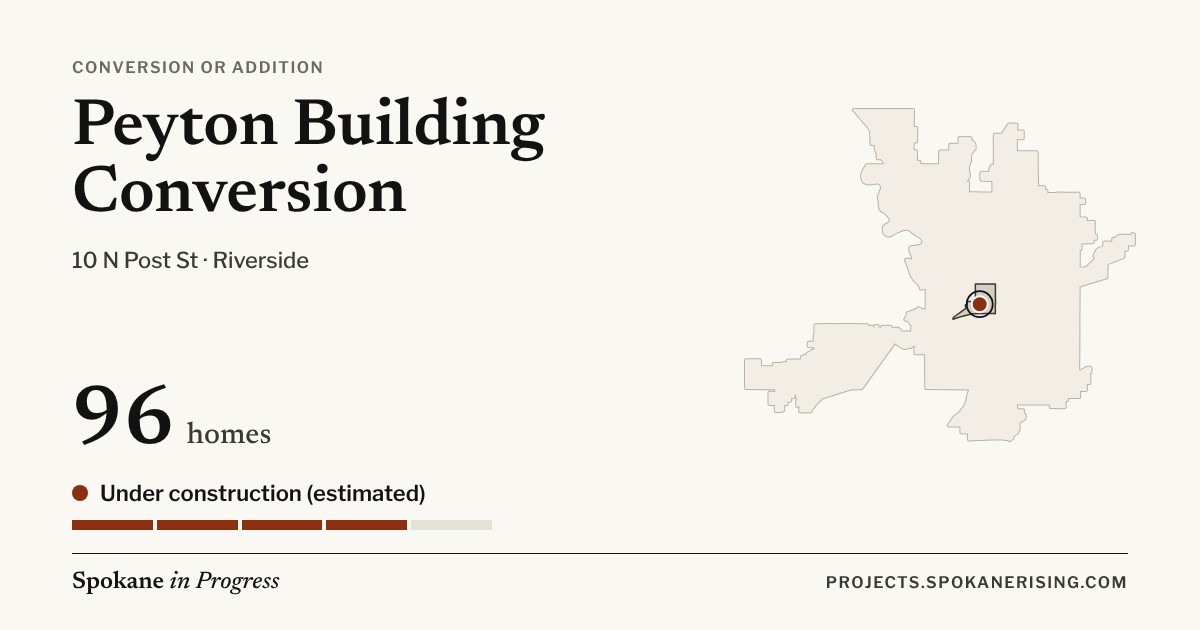 CONVERSION OR ADDITION
Peyton Building
Conversion
10 N Post St · Riverside
96 homes
Under construction (estimated)
Spokane in Progress
PROJECTS.SPOKANERISING.COM